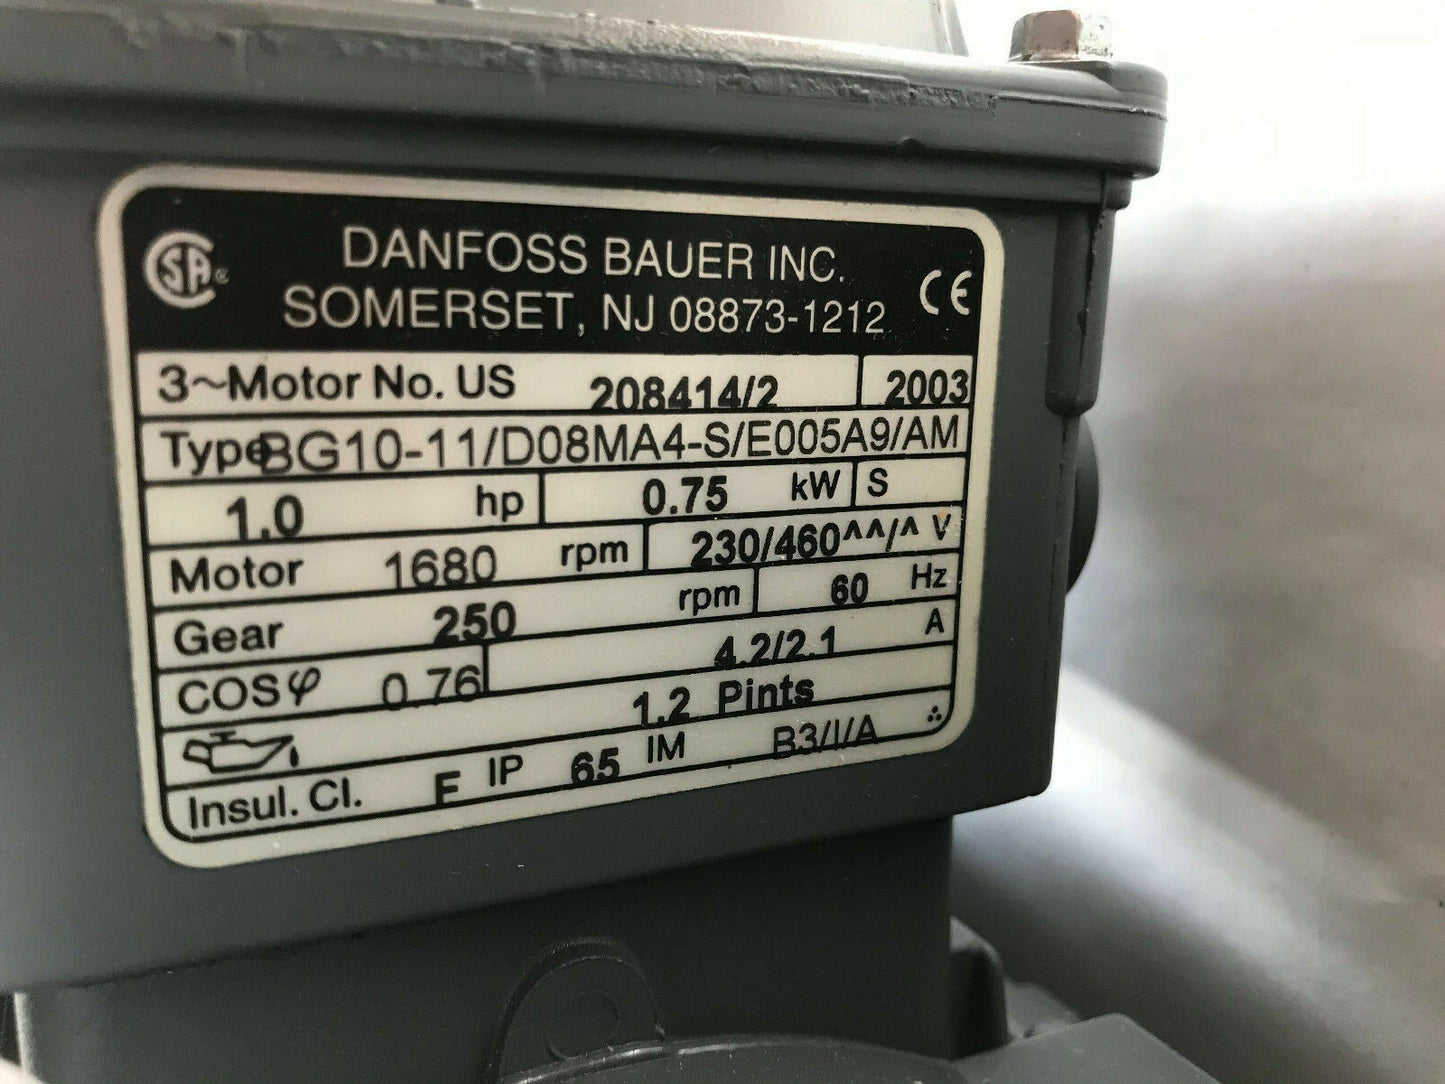 SA DANFOSS BAUER INC. CE
SOMERSET, NJ 08873-1212
3~Motor No. US 208414/2 2003
Type BG10-11/D08MA4-S/E005A9/AM
1.0 hp 0.75 kW S
Motor 1680 rpm 230/460^^/^ V
Gear 250 rpm 60 Hz
COSφ 0.76 4.2/2.1 A
1.2 Pints
Insul. Cl. F IP 65 IM B3/I/A